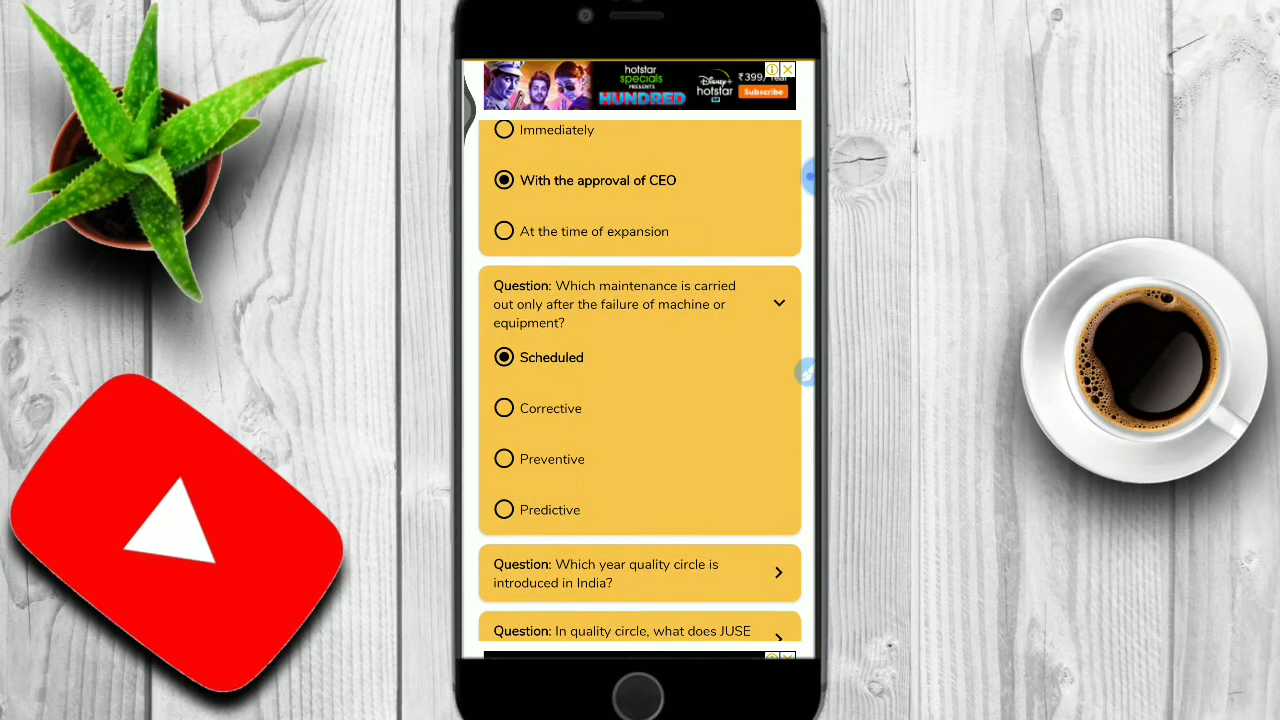 hotstar
specials
PRESENTS
HUNDRED
Disney+
hotstar
VIP
₹399/Year
Subscribe
Immediately
With the approval of CEO
At the time of expansion
Question: Which maintenance is carried
out only after the failure of machine or
equipment?
Scheduled
Corrective
Preventive
Predictive
Question: Which year quality circle is
introduced in India?
Question: In quality circle, what does JUSE